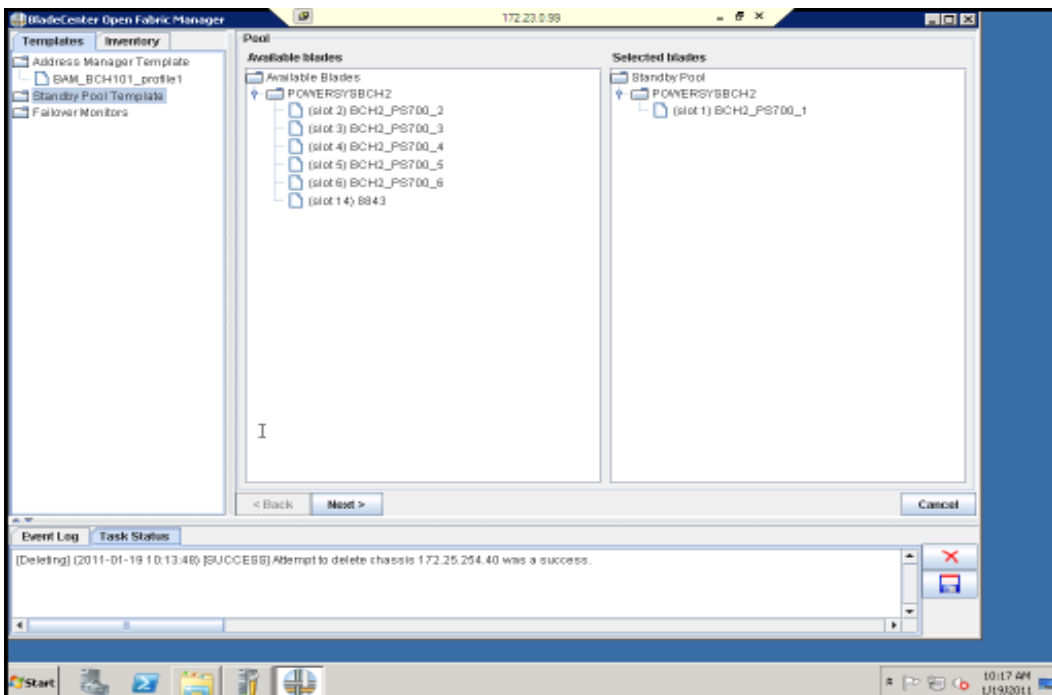 BladeCenter Open Fabric Manager
172.23.0.99
Templates Inventory
Address Manager Template
BAM_BCH101_profile1
Standby Pool Template
Failover Monitors
Pool
Available blades
Available Blades
POWERSYSBCH2
(slot 2) BCH2_PS700_2
(slot 3) BCH2_PS700_3
(slot 4) BCH2_PS700_4
(slot 5) BCH2_PS700_5
(slot 6) BCH2_PS700_6
(slot 14) 8843
Selected blades
Standby Pool
POWERSYSBCH2
(slot 1) BCH2_PS700_1
< Back Next > Cancel
Event Log Task Status
[Deleting] (2011-01-19 10:13:48) [SUCCESS] Attempt to delete chassis 172.25.254.40 was a success.
Start
10:17 AM
1/19/2011